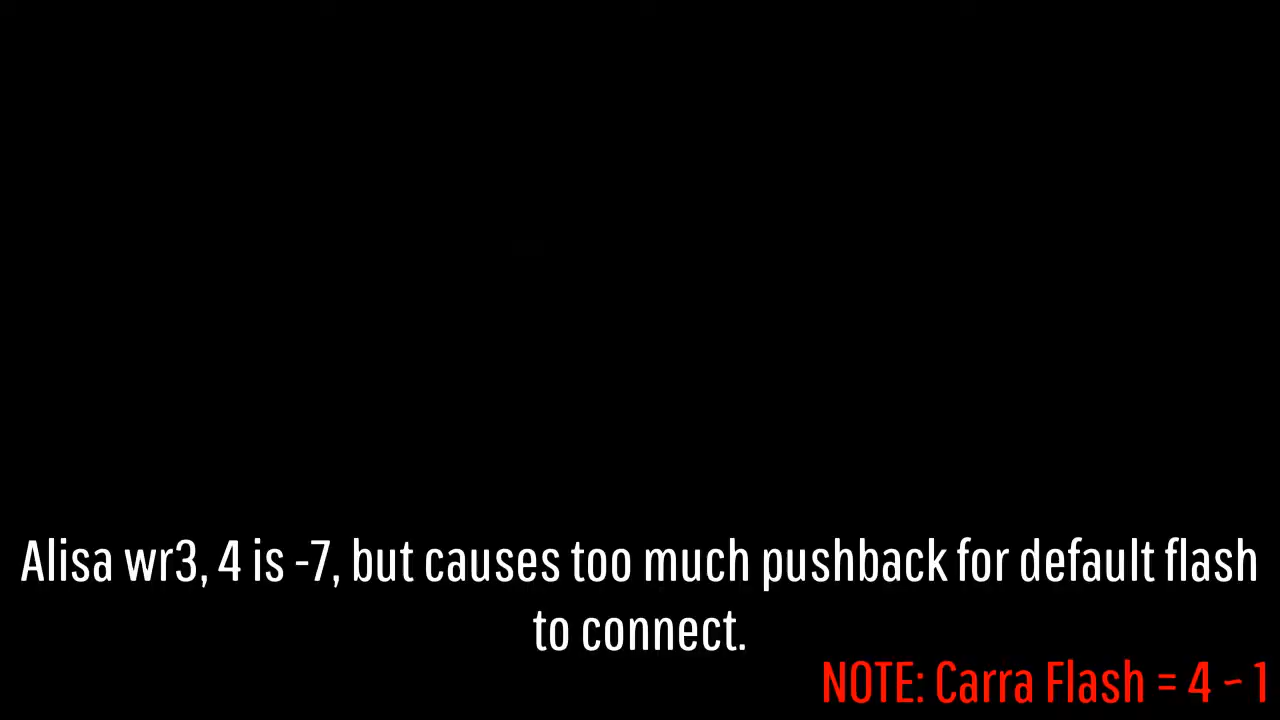 Alisa wr3, 4 is -7, but causes too much pushback for default flash
to connect.
NOTE: Carra Flash = 4 ~ 1